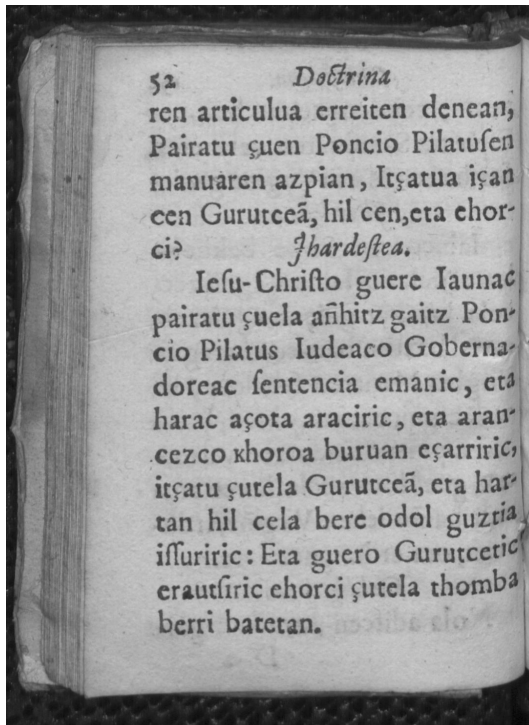 52 Doctrina
ren articulua erreiten denean,
Pairatu çuen Poncio Pilatuſen
manuaren azpian, Itçatua içan
cen Gurutceã, hil cen, eta ehor-
ci? Ihardeſtea.
Ieſu-Chriſto guere Iaunac
pairatu çuela añhitz gaitz Pon-
cio Pilatus Iudeaco Goberna-
doreac ſentencia emanic, eta
harac açota araciric, eta aran-
cezco khoroa buruan eçarriric,
itçatu çutela Gurutceã, eta har-
tan hil cela bere odol guztia
iſſuriric: Eta guero Gurutcetic
erautſiric ehorci çutela thomba
berri batetan.